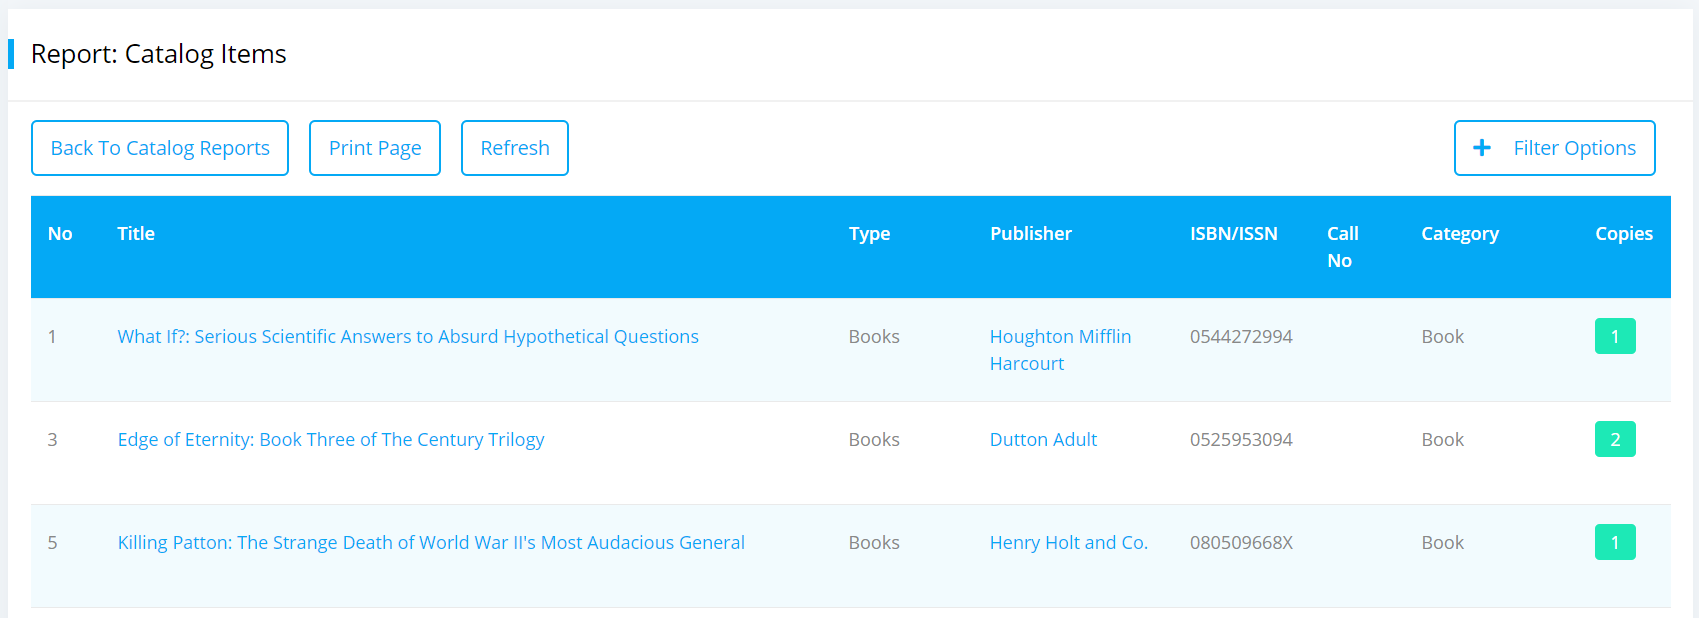 Report: Catalog Items
Back To Catalog Reports Print Page Refresh + Filter Options
No Title Type Publisher ISBN/ISSN Call Category Copies
No
1 What If?: Serious Scientific Answers to Absurd Hypothetical Questions Books Houghton Mifflin 0544272994 Book 1
Harcourt
3 Edge of Eternity: Book Three of The Century Trilogy Books Dutton Adult 0525953094 Book 2
5 Killing Patton: The Strange Death of World War II's Most Audacious General Books Henry Holt and Co. 080509668X Book 1